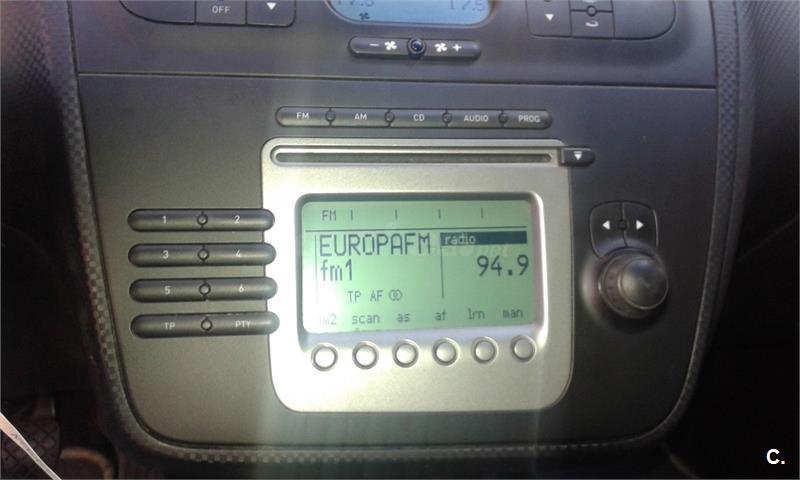 OFF
- +
FM AM CD AUDIO PROG
1 2
3 4
5 6
TP PTY
FM
EUROPAFM radio
fm1 94.9
TP AF
fm2 scan as af lrn man
C.